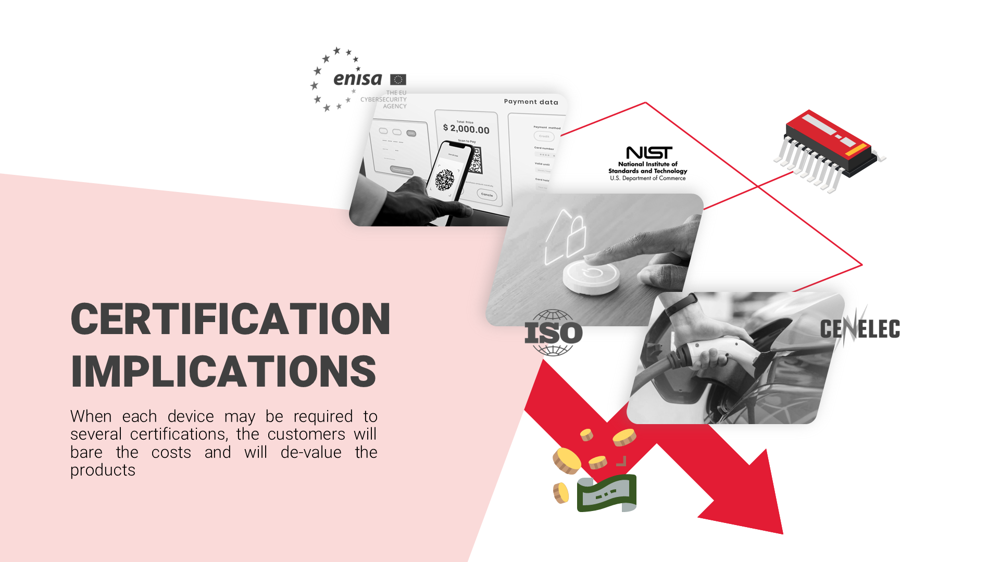 enisa
THE EU
CYBERSECURITY
AGENCY
Payment data
Total Price
$ 2,000.00
Scan to Pay
Payment method
Credit
Card number
Valid until
Card hold
Cancle
NIST
National Institute of
Standards and Technology
U.S. Department of Commerce
ISO
CENELEC
CERTIFICATION
IMPLICATIONS
When each device may be required to
several certifications, the customers will
bare the costs and will de-value the
products